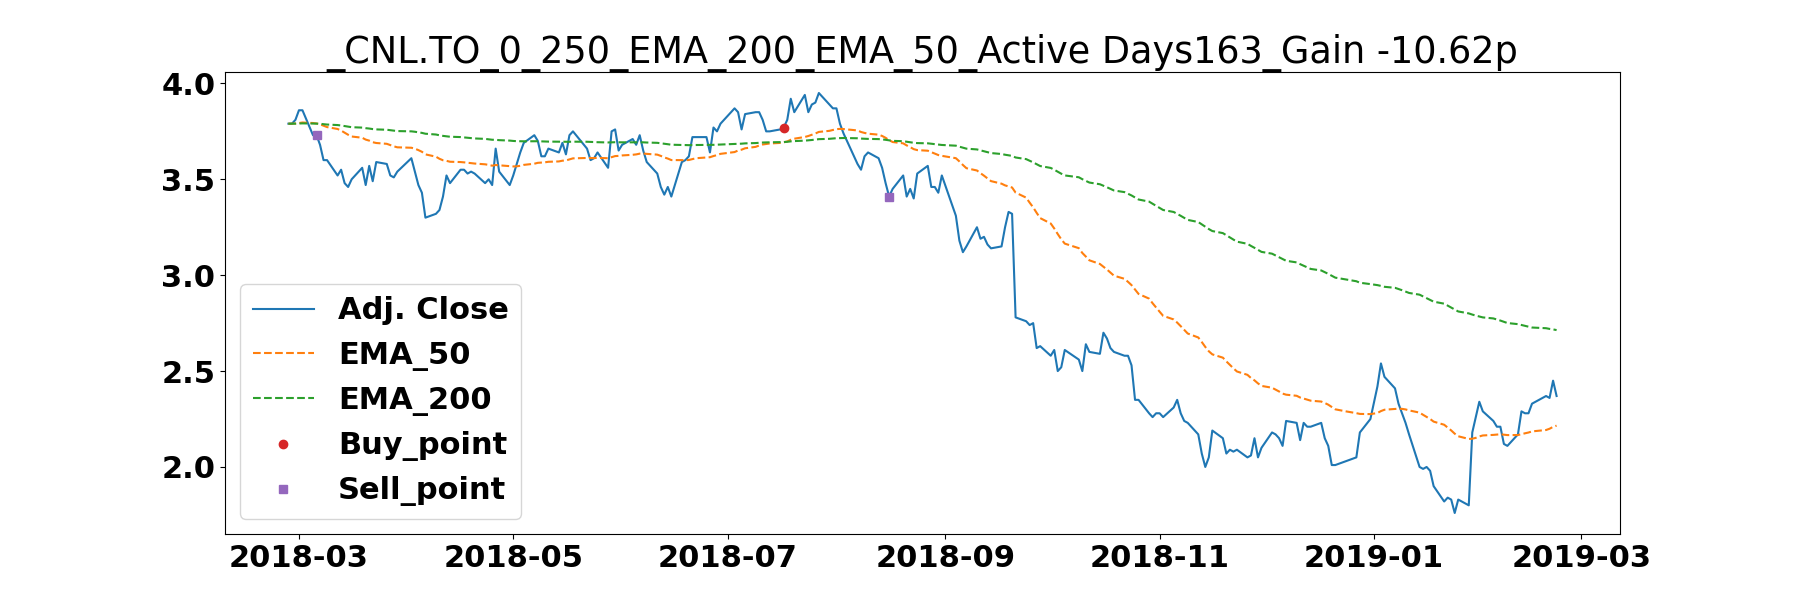 _CNL.TO_0_250_EMA_200_EMA_50_Active Days163_Gain -10.62p
4.0
3.5
3.0
2.5
2.0
Adj. Close
EMA_50
EMA_200
Buy_point
Sell_point
2018-03 2018-05 2018-07 2018-09 2018-11 2019-01 2019-03